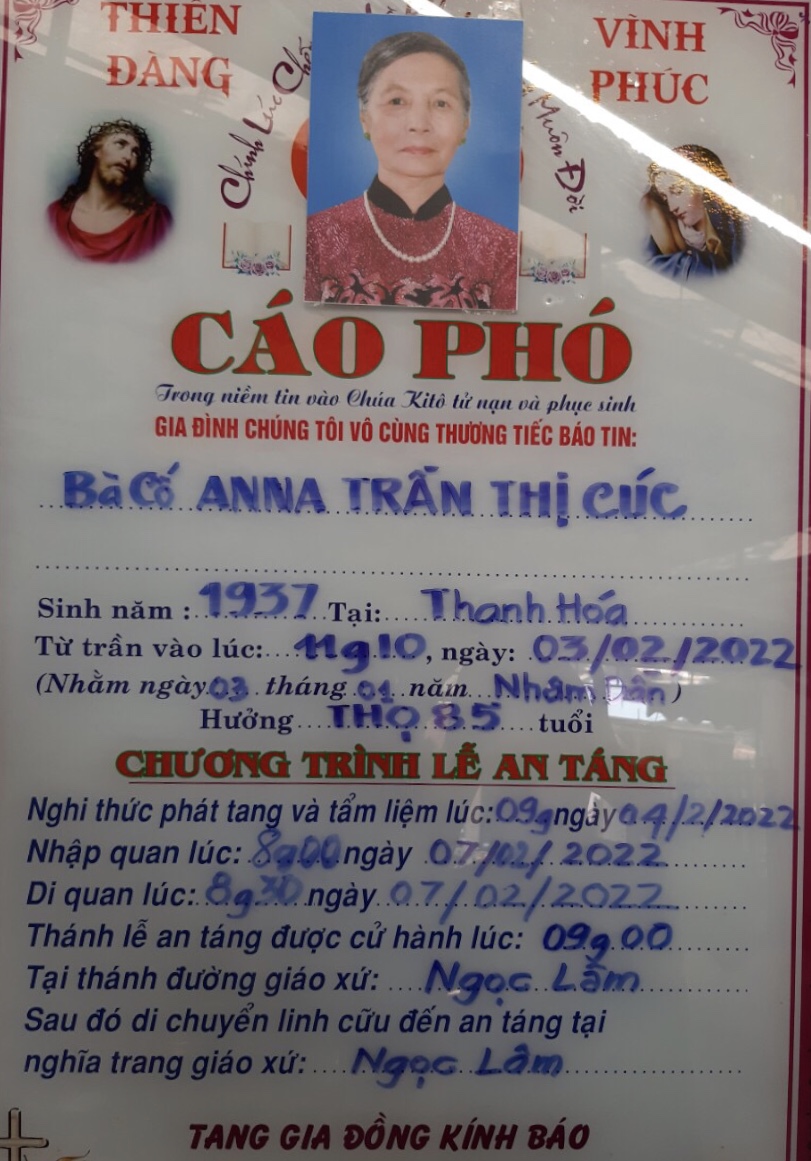 THIÊN
ĐÀNG
Chính Lúc Chết
Muôn Đời
VĨNH
PHÚC
CÁO PHÓ
Trong niềm tin vào Chúa Kitô tử nạn và phục sinh
GIA ĐÌNH CHÚNG TÔI VÔ CÙNG THƯƠNG TIẾC BÁO TIN:
Bà Cố ANNA TRẦN THỊ CÚC
Sinh năm : 1937 Tại: Thanh Hóa
Từ trần vào lúc: 11g10, ngày: 03/02/2022
(Nhằm ngày 03 tháng 01 năm Nhâm Dần)
Hưởng THỌ 85 tuổi
CHƯƠNG TRÌNH LỄ AN TÁNG
Nghi thức phát tang và tẩm liệm lúc: 09g ngày 04/2/2022
Nhập quan lúc: 8g00 ngày 07/02/2022
Di quan lúc: 8g30 ngày 07/02/2022
Thánh lễ an táng được cử hành lúc: 09g00
Tại thánh đường giáo xứ: Ngọc Lâm
Sau đó di chuyển linh cữu đến an táng tại
nghĩa trang giáo xứ: Ngọc Lâm
TANG GIA ĐỒNG KÍNH BÁO